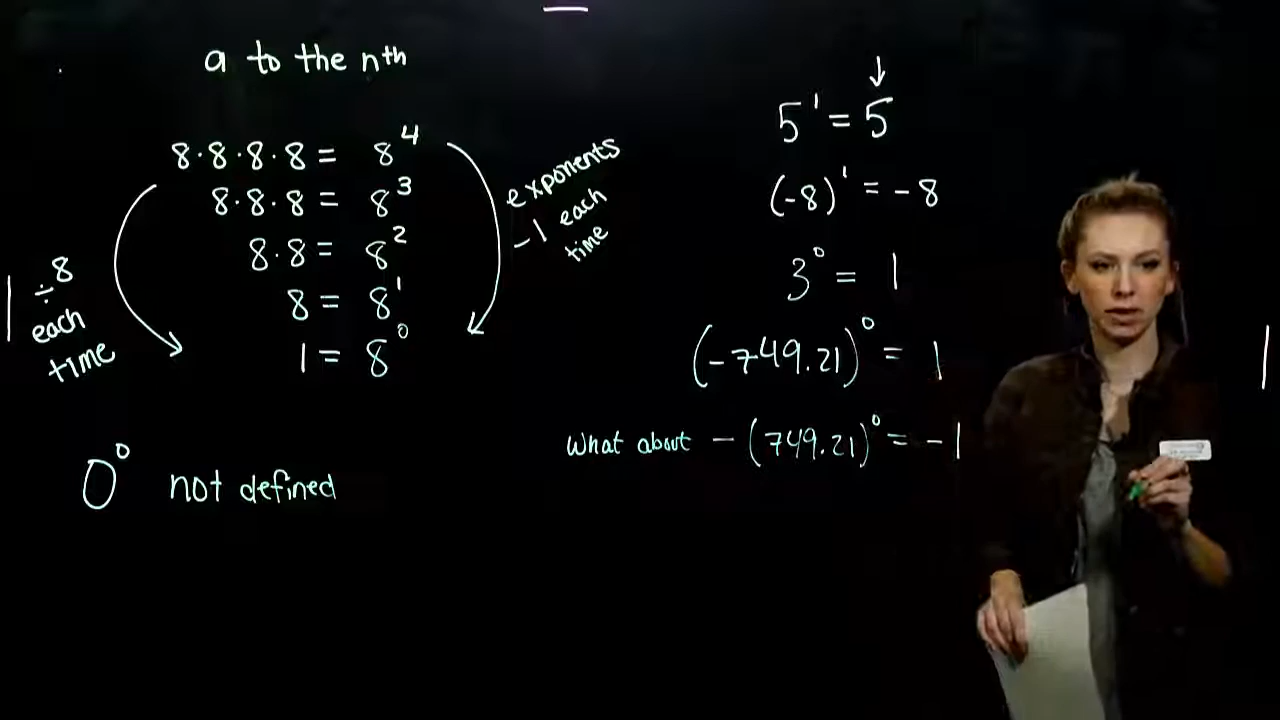 a to the nth
8·8·8·8 = 8⁴
8·8·8 = 8³
8·8 = 8²
8 = 8¹
1 = 8⁰
÷8
each
time
exponents
-1 each
time
0⁰ not defined
↓
5¹ = 5
(-8)¹ = -8
3⁰ = 1
(-749.21)⁰ = 1
What about -(749.21)⁰ = -1